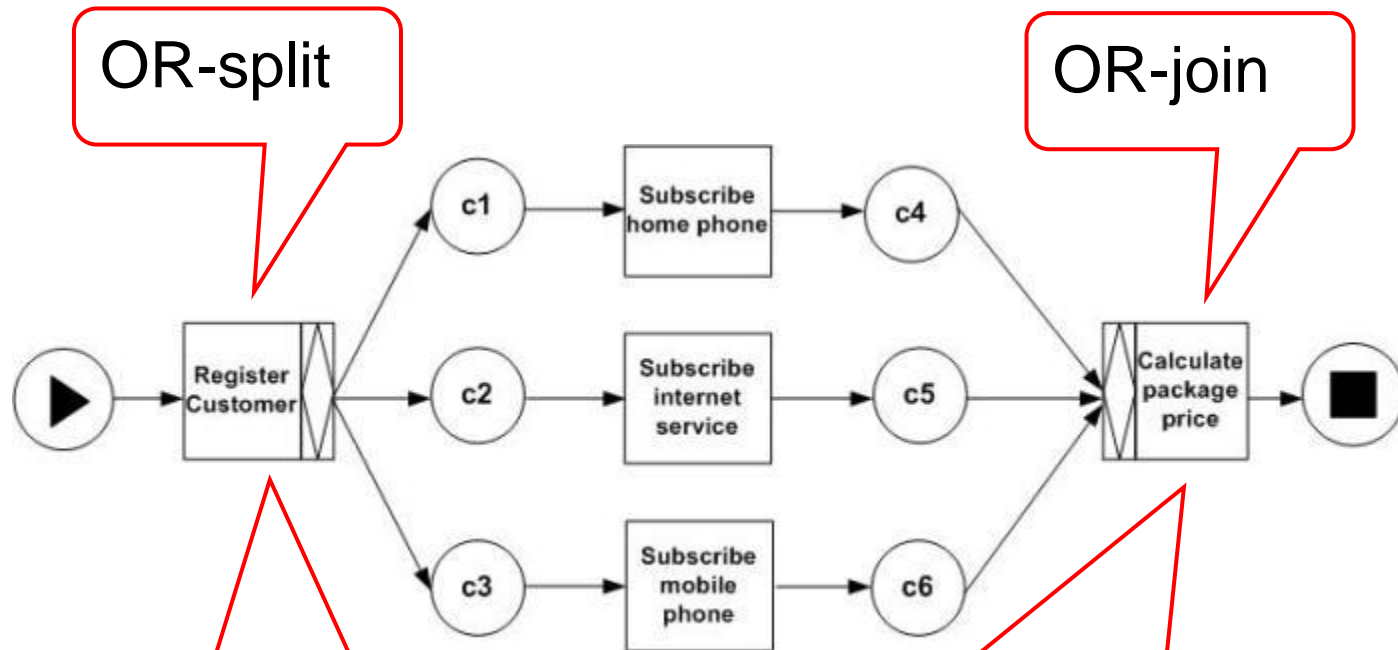 OR-split
OR-join
c1
Subscribe
home phone
c4
Register
Customer
c2
Subscribe
internet
service
c5
Calculate
package
price
c3
Subscribe
mobile
phone
c6